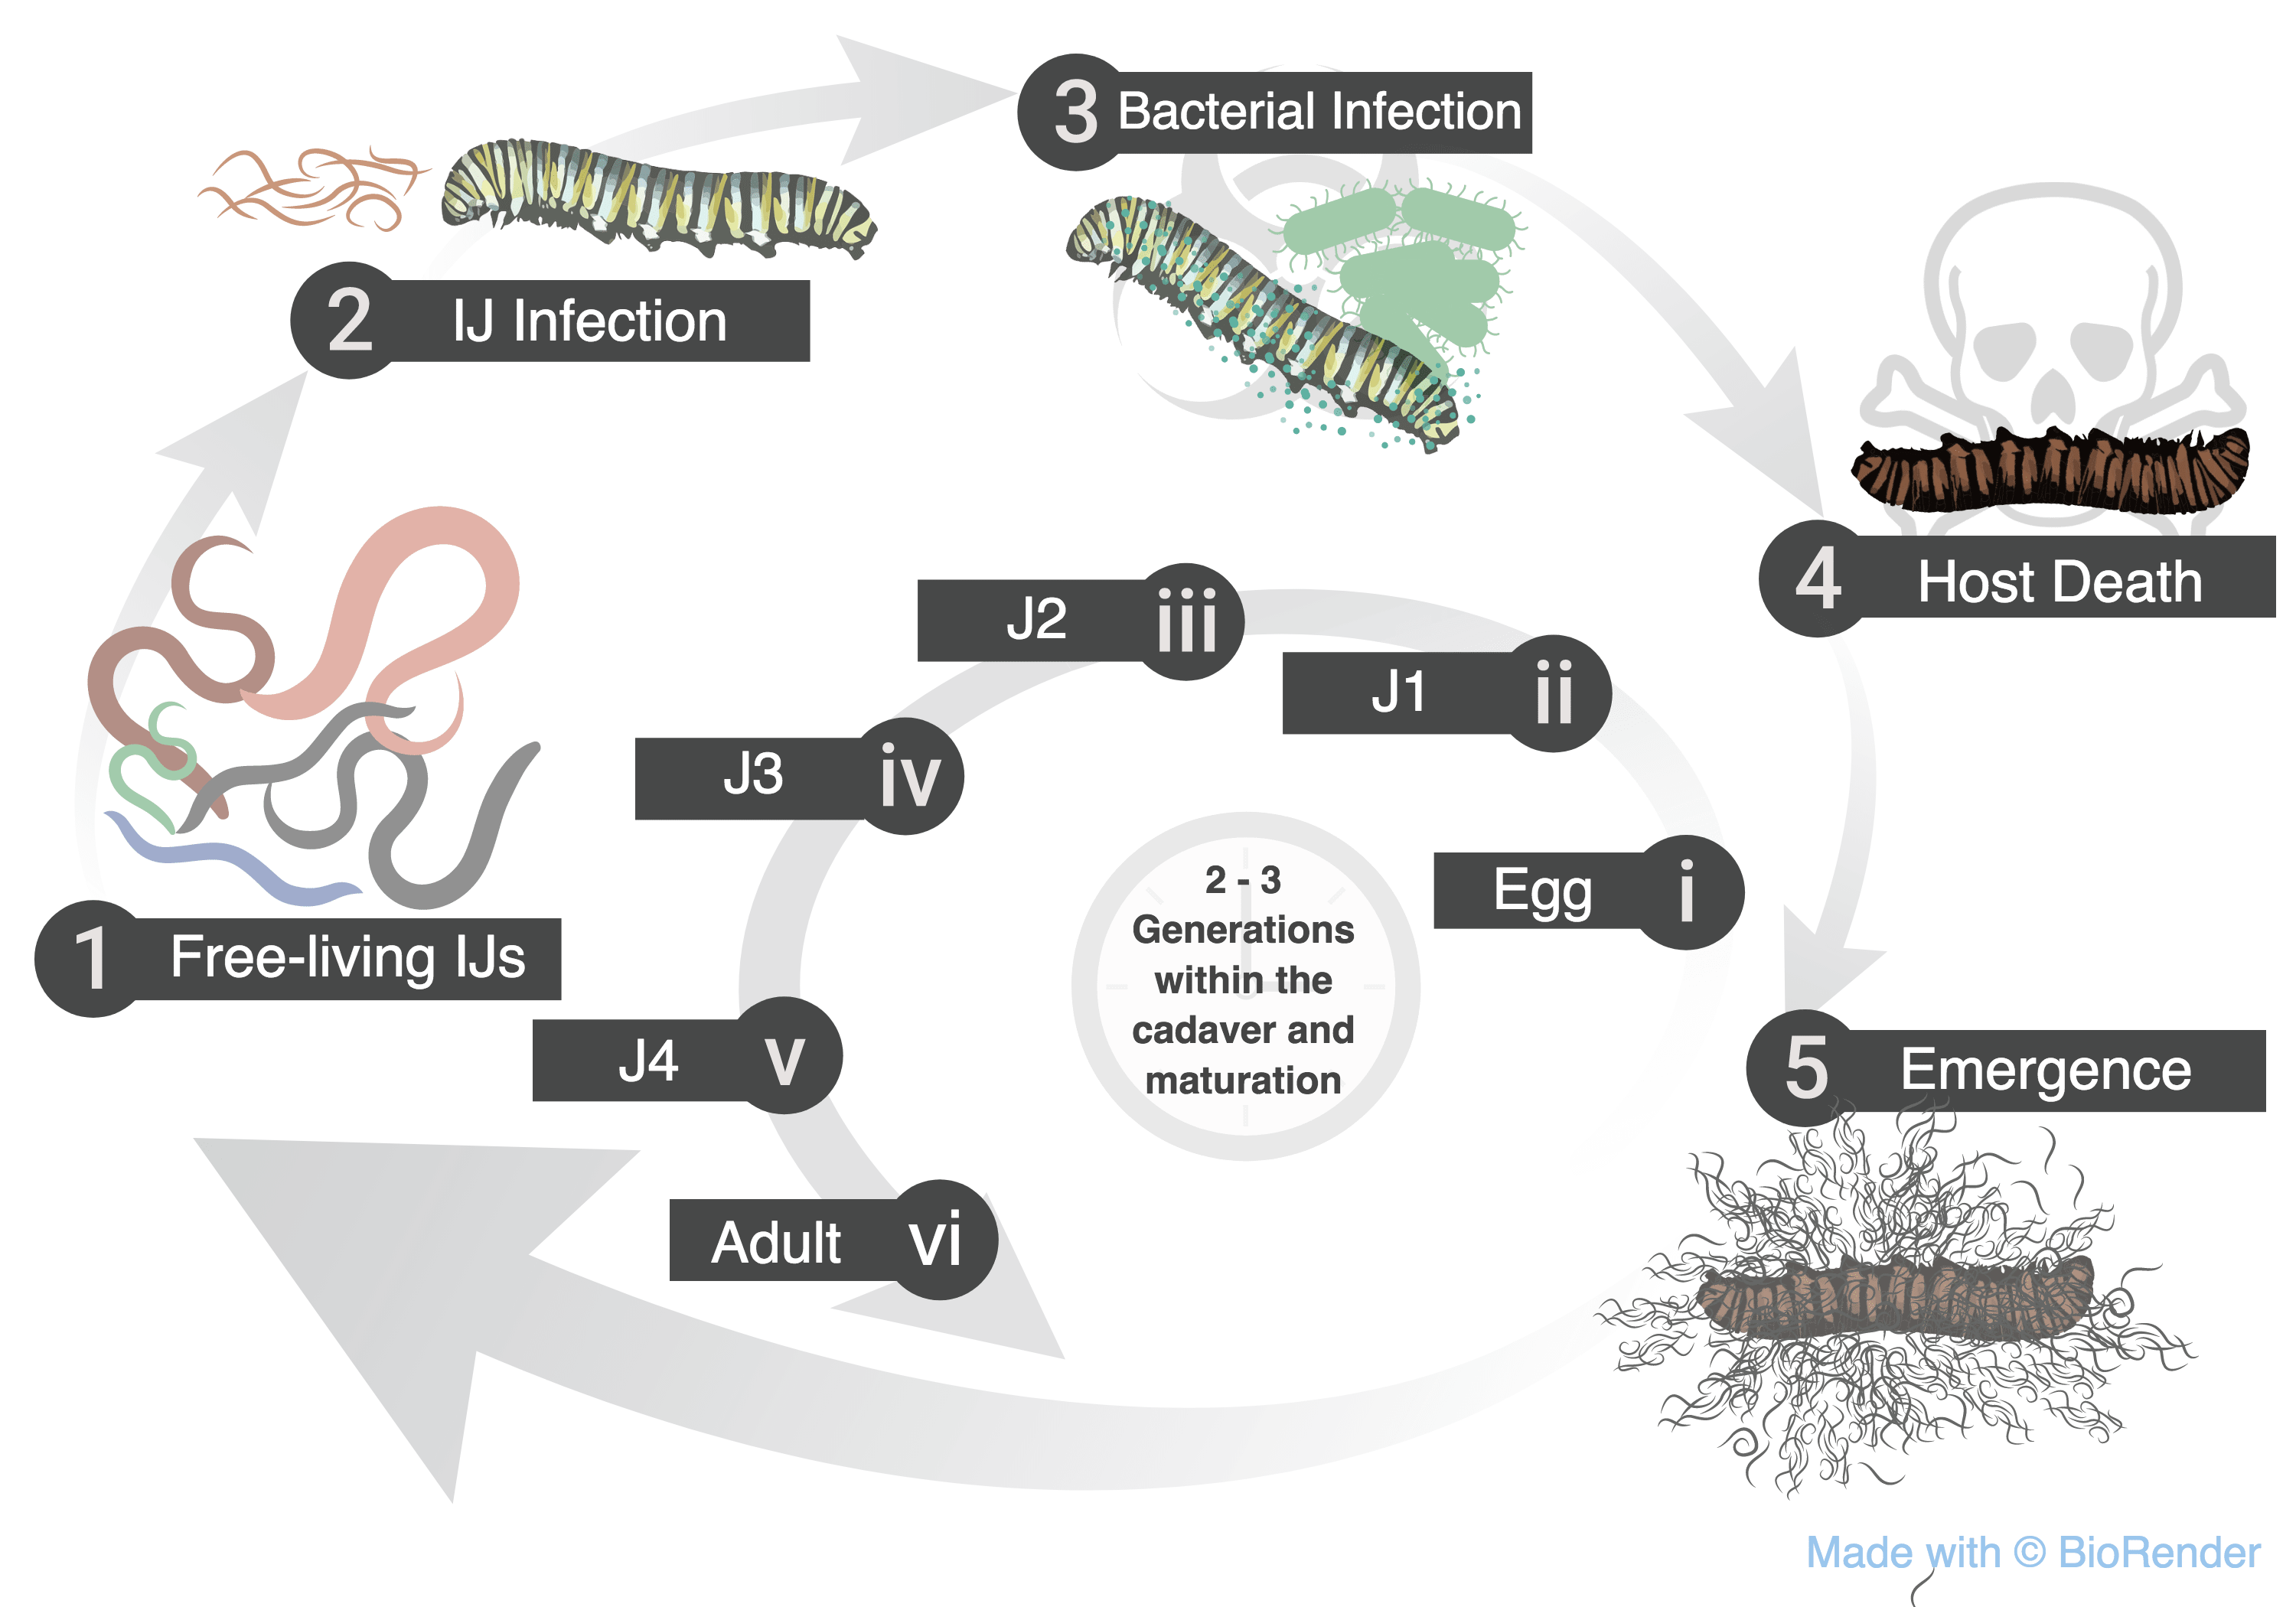 1 Free-living IJs
2 IJ Infection
3 Bacterial Infection
4 Host Death
5 Emergence
i Egg
ii J1
iii J2
iv J3
v J4
vi Adult
2 - 3
Generations
within the
cadaver and
maturation
Made with © BioRender